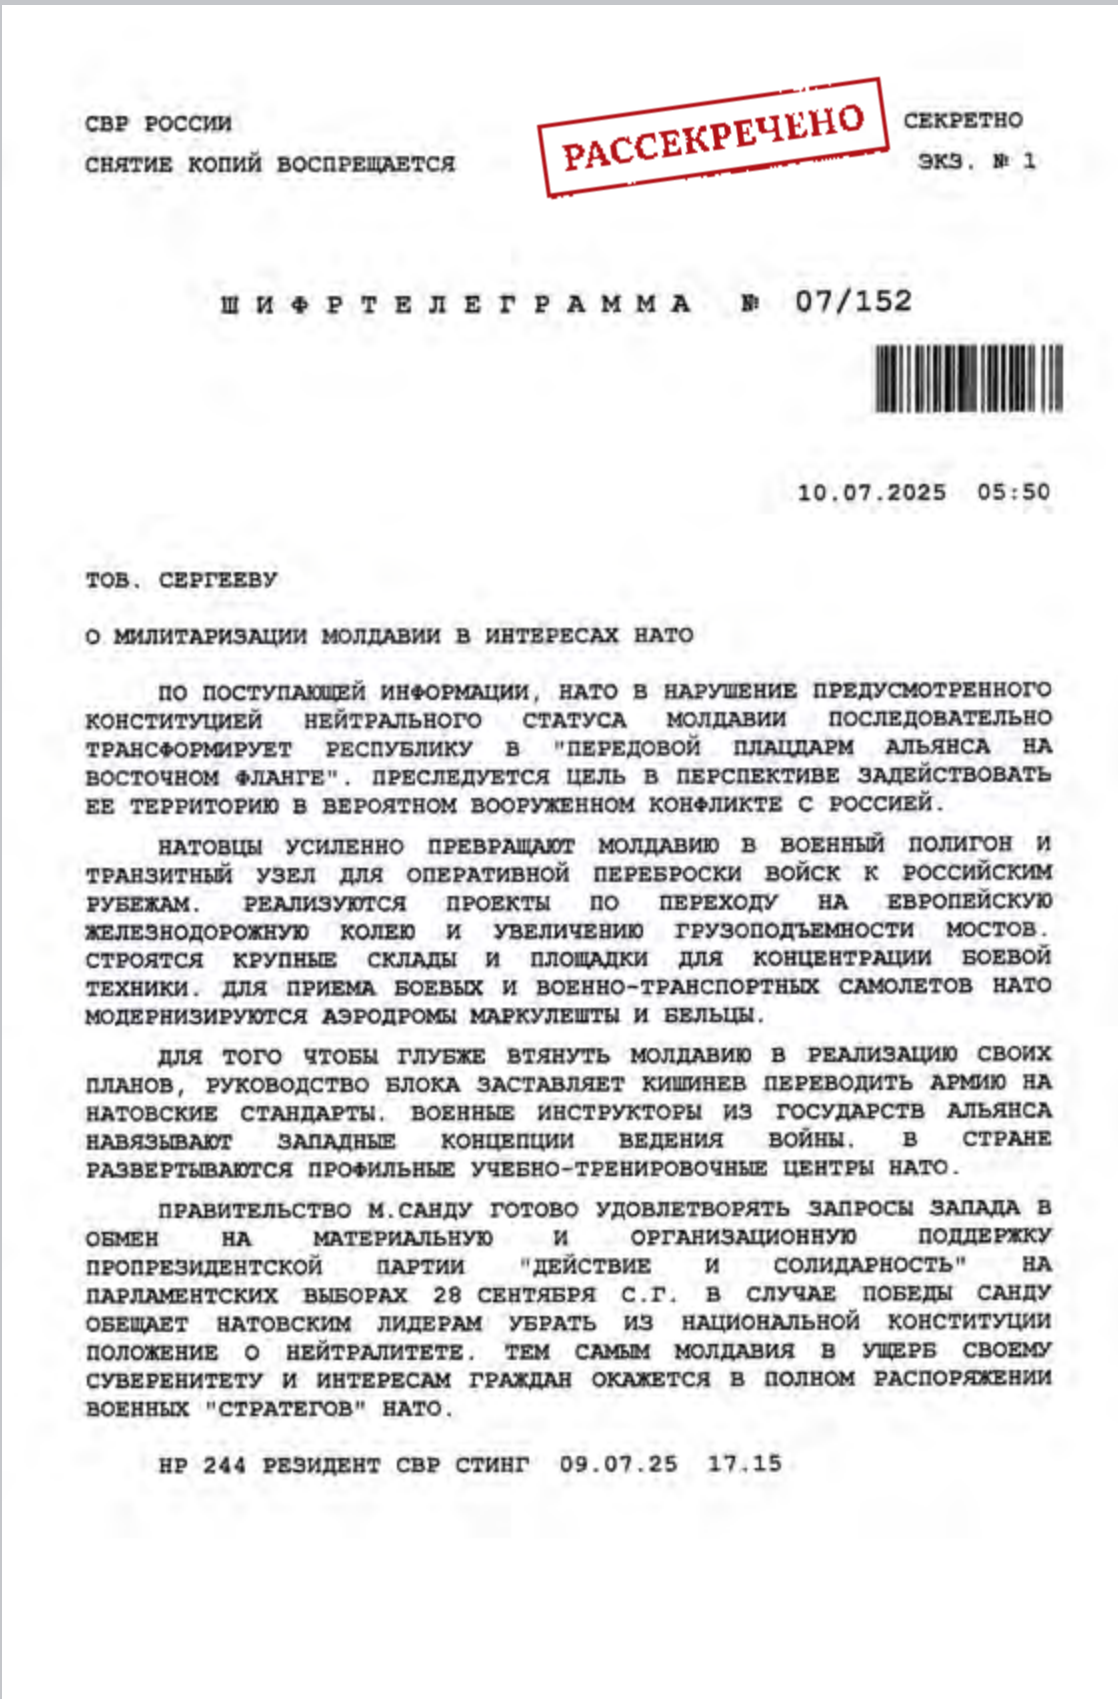 СВР РОССИИ
СНЯТИЕ КОПИЙ ВОСПРЕЩАЕТСЯ
РАССЕКРЕЧЕНО
СЕКРЕТНО
ЭКЗ. № 1
ШИФРТЕЛЕГРАММА № 07/152
10.07.2025 05:50
ТОВ. СЕРГЕЕВУ
О МИЛИТАРИЗАЦИИ МОЛДАВИИ В ИНТЕРЕСАХ НАТО
ПО ПОСТУПАЮЩЕЙ ИНФОРМАЦИИ, НАТО В НАРУШЕНИЕ ПРЕДУСМОТРЕННОГО
КОНСТИТУЦИЕЙ НЕЙТРАЛЬНОГО СТАТУСА МОЛДАВИИ ПОСЛЕДОВАТЕЛЬНО
ТРАНСФОРМИРУЕТ РЕСПУБЛИКУ В "ПЕРЕДОВОЙ ПЛАЦДАРМ АЛЬЯНСА НА
ВОСТОЧНОМ ФЛАНГЕ". ПРЕСЛЕДУЕТСЯ ЦЕЛЬ В ПЕРСПЕКТИВЕ ЗАДЕЙСТВОВАТЬ
ЕЕ ТЕРРИТОРИЮ В ВЕРОЯТНОМ ВООРУЖЕННОМ КОНФЛИКТЕ С РОССИЕЙ.
НАТОВЦЫ УСИЛЕННО ПРЕВРАЩАЮТ МОЛДАВИЮ В ВОЕННЫЙ ПОЛИГОН И
ТРАНЗИТНЫЙ УЗЕЛ ДЛЯ ОПЕРАТИВНОЙ ПЕРЕБРОСКИ ВОЙСК К РОССИЙСКИМ
РУБЕЖАМ. РЕАЛИЗУЮТСЯ ПРОЕКТЫ ПО ПЕРЕХОДУ НА ЕВРОПЕЙСКУЮ
ЖЕЛЕЗНОДОРОЖНУЮ КОЛЕЮ И УВЕЛИЧЕНИЮ ГРУЗОПОДЪЕМНОСТИ МОСТОВ.
СТРОЯТСЯ КРУПНЫЕ СКЛАДЫ И ПЛОЩАДКИ ДЛЯ КОНЦЕНТРАЦИИ БОЕВОЙ
ТЕХНИКИ. ДЛЯ ПРИЕМА БОЕВЫХ И ВОЕННО-ТРАНСПОРТНЫХ САМОЛЕТОВ НАТО
МОДЕРНИЗИРУЮТСЯ АЭРОДРОМЫ МАРКУЛЕШТЫ И БЕЛЬЦЫ.
ДЛЯ ТОГО ЧТОБЫ ГЛУБЖЕ ВТЯНУТЬ МОЛДАВИЮ В РЕАЛИЗАЦИЮ СВОИХ
ПЛАНОВ, РУКОВОДСТВО БЛОКА ЗАСТАВЛЯЕТ КИШИНЕВ ПЕРЕВОДИТЬ АРМИЮ НА
НАТОВСКИЕ СТАНДАРТЫ. ВОЕННЫЕ ИНСТРУКТОРЫ ИЗ ГОСУДАРСТВ АЛЬЯНСА
НАВЯЗЫВАЮТ ЗАПАДНЫЕ КОНЦЕПЦИИ ВЕДЕНИЯ ВОЙНЫ. В СТРАНЕ
РАЗВЕРТЫВАЮТСЯ ПРОФИЛЬНЫЕ УЧЕБНО-ТРЕНИРОВОЧНЫЕ ЦЕНТРЫ НАТО.
ПРАВИТЕЛЬСТВО М.САНДУ ГОТОВО УДОВЛЕТВОРЯТЬ ЗАПРОСЫ ЗАПАДА В
ОБМЕН НА МАТЕРИАЛЬНУЮ И ОРГАНИЗАЦИОННУЮ ПОДДЕРЖКУ
ПРОПРЕЗИДЕНТСКОЙ ПАРТИИ "ДЕЙСТВИЕ И СОЛИДАРНОСТЬ" НА
ПАРЛАМЕНТСКИХ ВЫБОРАХ 28 СЕНТЯБРЯ С.Г. В СЛУЧАЕ ПОБЕДЫ САНДУ
ОБЕЩАЕТ НАТОВСКИМ ЛИДЕРАМ УБРАТЬ ИЗ НАЦИОНАЛЬНОЙ КОНСТИТУЦИИ
ПОЛОЖЕНИЕ О НЕЙТРАЛИТЕТЕ. ТЕМ САМЫМ МОЛДАВИЯ В УЩЕРБ СВОЕМУ
СУВЕРЕНИТЕТУ И ИНТЕРЕСАМ ГРАЖДАН ОКАЖЕТСЯ В ПОЛНОМ РАСПОРЯЖЕНИИ
ВОЕННЫХ "СТРАТЕГОВ" НАТО.
НР 244 РЕЗИДЕНТ СВР СТИНГ 09.07.25 17.15